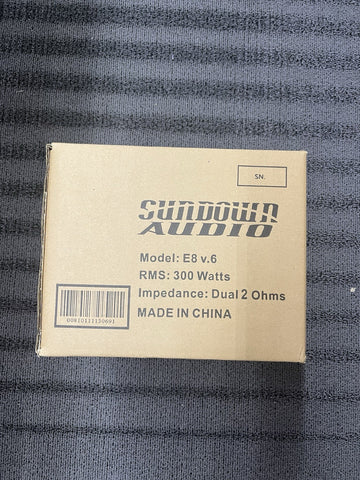 SN.
SUNDOWN
AUDIO
Model: E8 v.6
RMS: 300 Watts
Impedance: Dual 2 Ohms
MADE IN CHINA